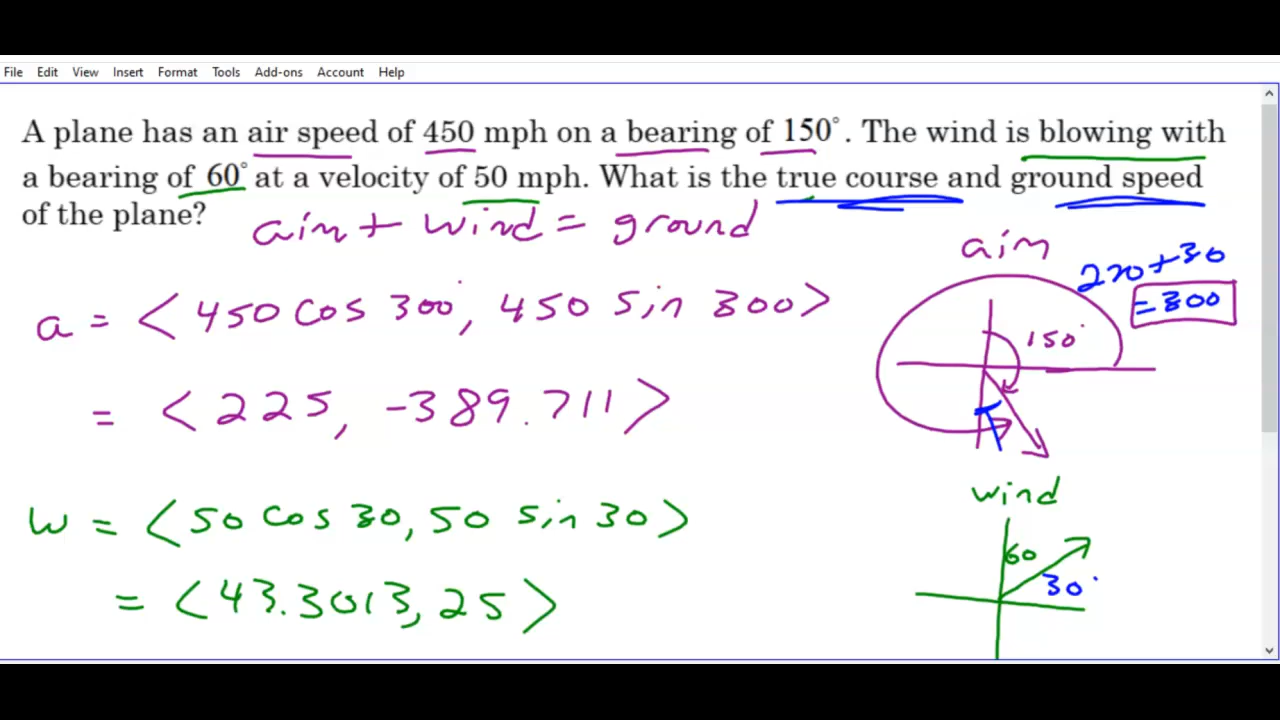 File Edit View Insert Format Tools Add-ons Account Help
A plane has an air speed of 450 mph on a bearing of 150°. The wind is blowing with
a bearing of 60° at a velocity of 50 mph. What is the true course and ground speed
of the plane?
aim + wind = ground
a = < 450 cos 300°, 450 sin 300 >
= < 225, -389.711 >
w = < 50 cos 30, 50 sin 30 >
= < 43.3013, 25 >
aim
270 + 30
= 300
150°
wind
60
30°